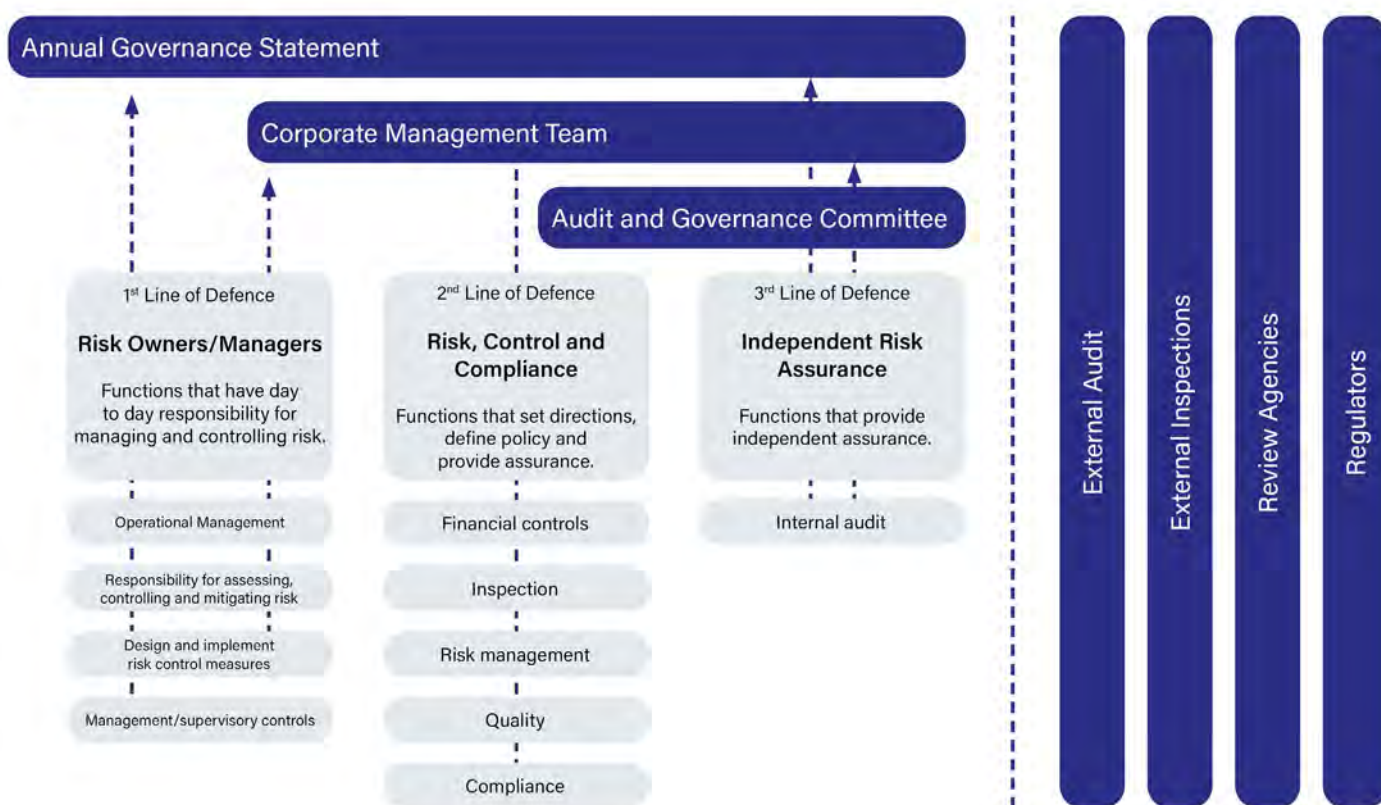 Annual Governance Statement
Corporate Management Team
Audit and Governance Committee
1st Line of Defence
Risk Owners/Managers
Functions that have day
to day responsibility for
managing and controlling risk.
Operational Management
Responsibility for assessing,
controlling and mitigating risk
Design and implement
risk control measures
Management/supervisory controls
2nd Line of Defence
Risk, Control and
Compliance
Functions that set directions,
define policy and
provide assurance.
Financial controls
Inspection
Risk management
Quality
Compliance
3rd Line of Defence
Independent Risk
Assurance
Functions that provide
independent assurance.
Internal audit
External Audit
External Inspections
Review Agencies
Regulators